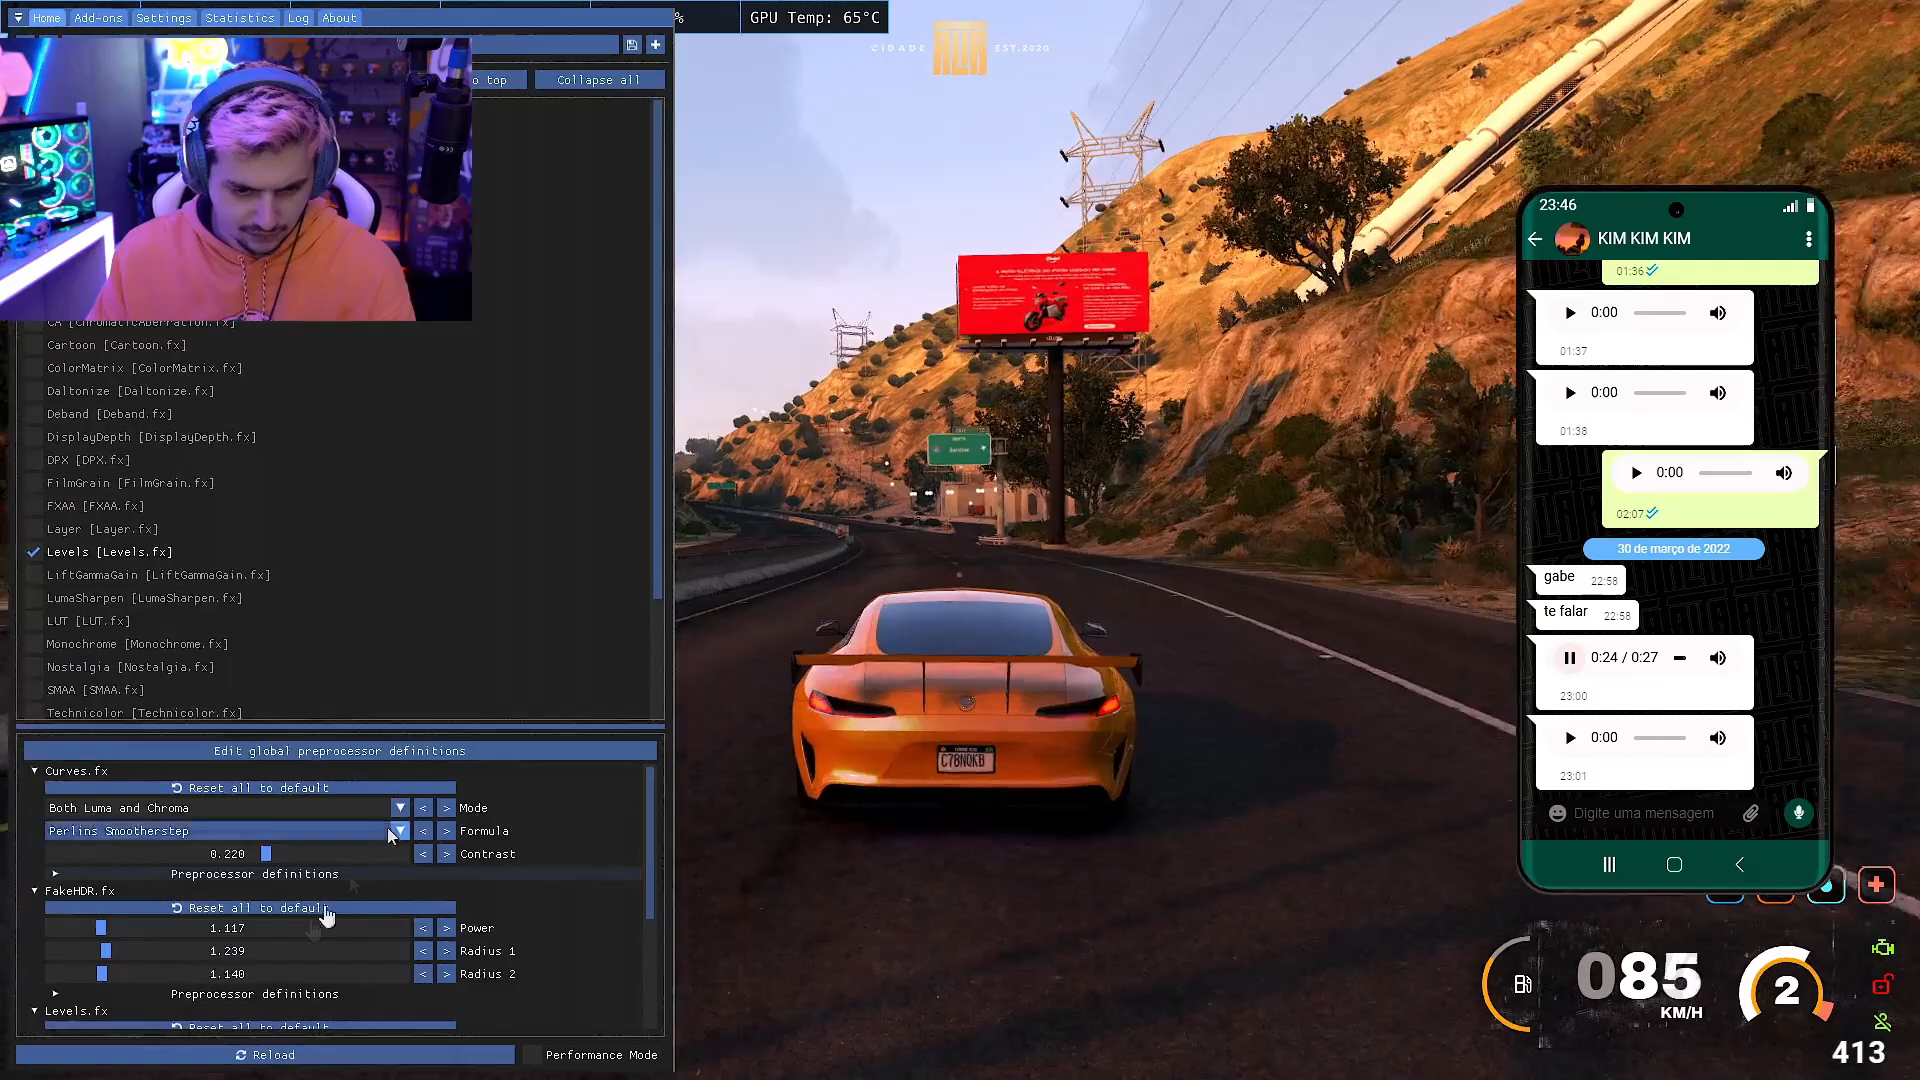 Home Add-ons Settings Statistics Log About
% GPU Temp: 65°C
CIDADE EST.2020
o top Collapse all
CA [ChromaticAberration.fx]
Cartoon [Cartoon.fx]
ColorMatrix [ColorMatrix.fx]
Daltonize [Daltonize.fx]
Deband [Deband.fx]
DisplayDepth [DisplayDepth.fx]
DPX [DPX.fx]
FilmGrain [FilmGrain.fx]
FXAA [FXAA.fx]
Layer [Layer.fx]
Levels [Levels.fx]
LiftGammaGain [LiftGammaGain.fx]
LumaSharpen [LumaSharpen.fx]
LUT [LUT.fx]
Monochrome [Monochrome.fx]
Nostalgia [Nostalgia.fx]
SMAA [SMAA.fx]
Technicolor [Technicolor.fx]
Edit global preprocessor definitions
Curves.fx
Reset all to default
Both Luma and Chroma < > Mode
Perlins Smootherstep < > Formula
0.220 < > Contrast
Preprocessor definitions
FakeHDR.fx
Reset all to default
1.117 < > Power
1.239 < > Radius 1
1.140 < > Radius 2
Preprocessor definitions
Levels.fx
Reset all to default
Reload Performance Mode
C78NQKB
23:46
KIM KIM KIM
01:36
0:00
01:37
0:00
01:38
0:00
02:07
30 de março de 2022
gabe 22:58
te falar 22:58
0:24 / 0:27
23:00
0:00
23:01
Digite uma mensagem
085
KM/H
2
413